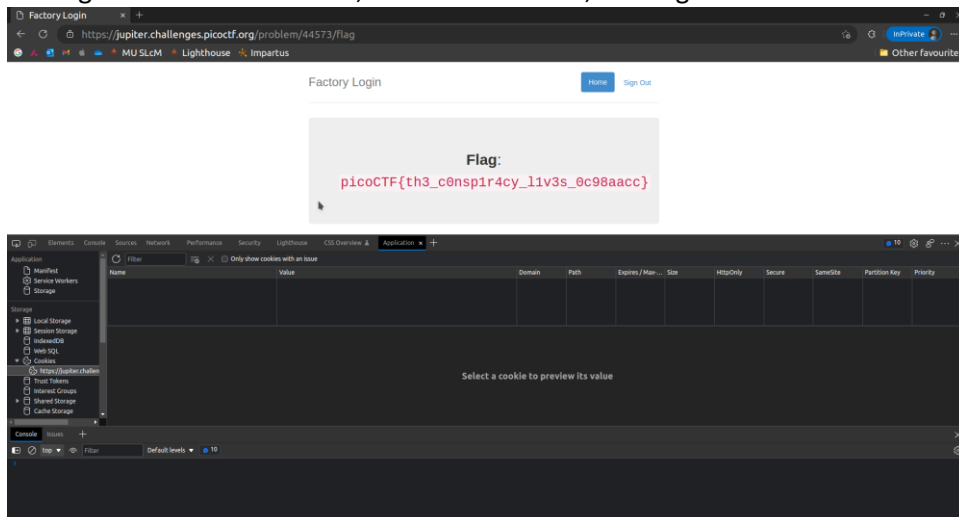 Factory Login
https://jupiter.challenges.picoctf.org/problem/44573/flag
InPrivate
MU SLcM Lighthouse Impartus
Other favourite
Factory Login Home Sign Out
Flag:
picoCTF{th3_c0nsp1r4cy_l1v3s_0c98aacc}
Elements Console Sources Network Performance Security Lighthouse CSS Overview Application 10
Application Filter Only show cookies with an issue
Manifest
Service Workers
Storage
Name Value Domain Path Expires / Max-... Size HttpOnly Secure SameSite Partition Key Priority
Storage
Local Storage
Session Storage
IndexedDB
Web SQL
Cookies
https://jupiter.challen
Trust Tokens
Interest Groups
Shared Storage
Cache Storage
Select a cookie to preview its value
Console Issues
top Filter Default levels 10